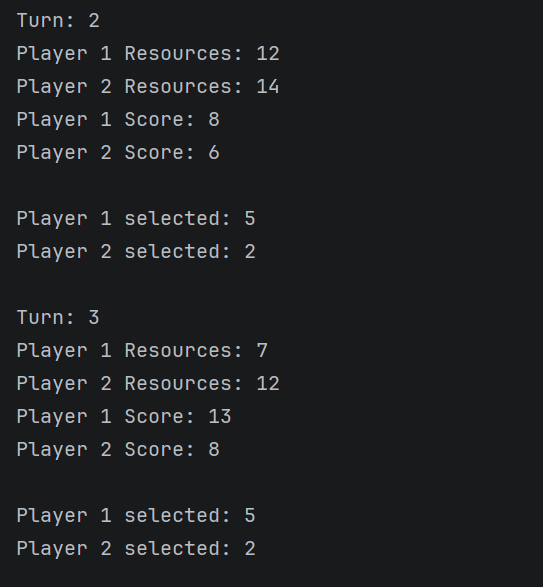 Turn: 2
Player 1 Resources: 12
Player 2 Resources: 14
Player 1 Score: 8
Player 2 Score: 6
Player 1 selected: 5
Player 2 selected: 2
Turn: 3
Player 1 Resources: 7
Player 2 Resources: 12
Player 1 Score: 13
Player 2 Score: 8
Player 1 selected: 5
Player 2 selected: 2